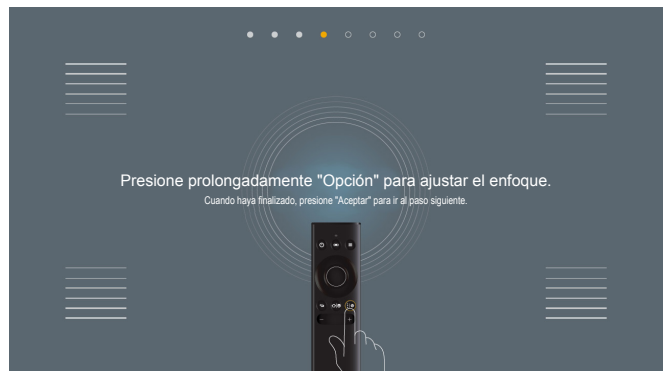 Presione prolongadamente "Opción" para ajustar el enfoque.
Cuando haya finalizado, presione "Aceptar" para ir al paso siguiente.